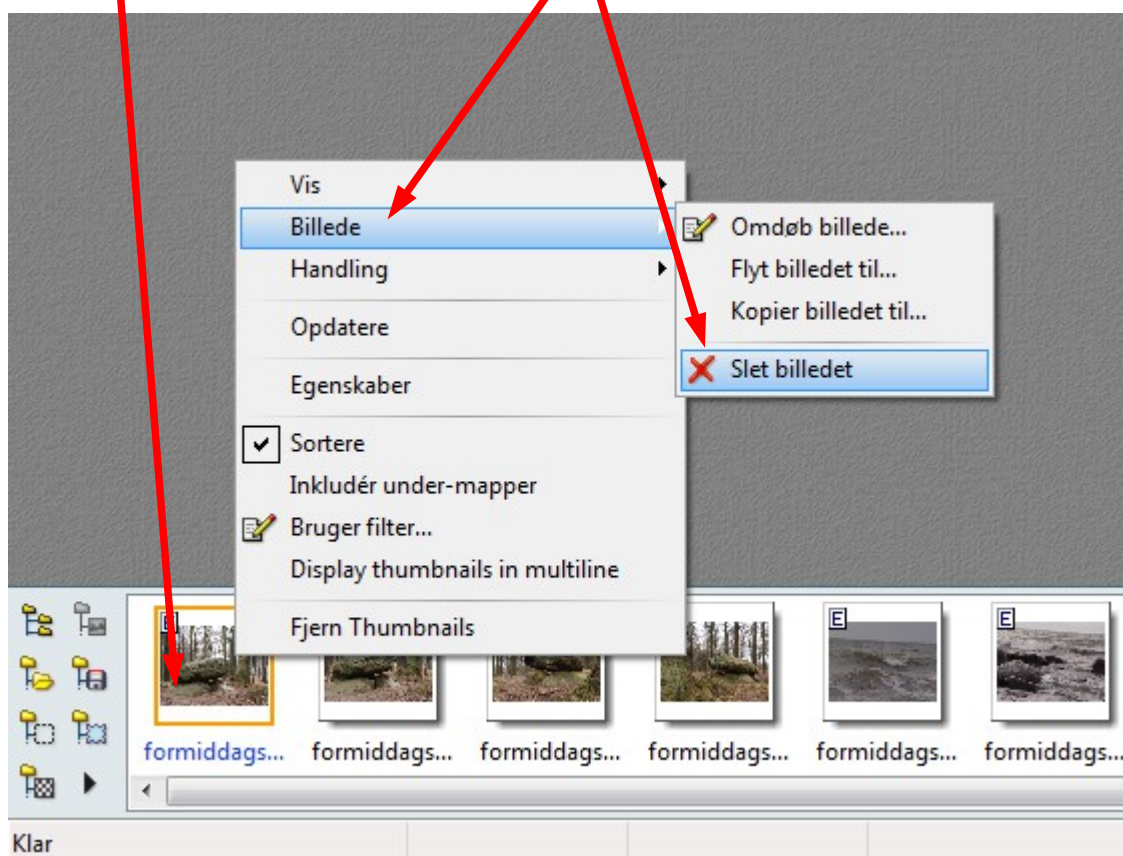 Vis
Billede
Handling
Opdatere
Egenskaber
Sortere
Inkludér under-mapper
Bruger filter...
Display thumbnails in multiline
Fjern Thumbnails
Omdøb billede...
Flyt billedet til...
Kopier billedet til...
Slet billedet
E
E
E
formiddags... formiddags... formiddags... formiddags... formiddags... formiddags...
Klar